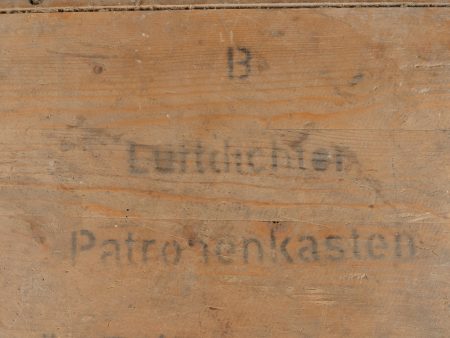 B
Luftdichter
Patronenkasten